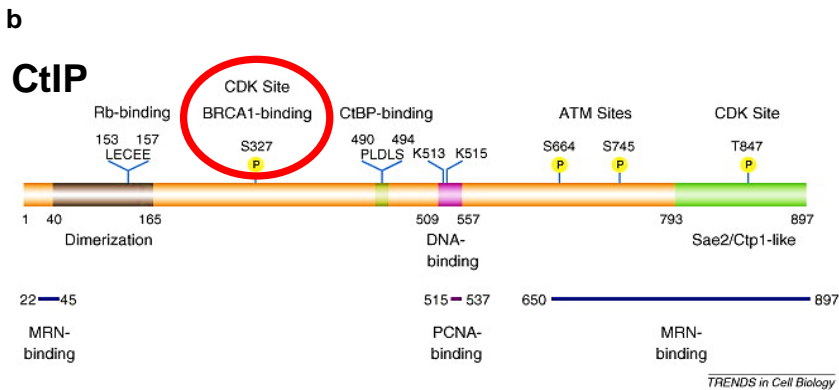 b
CtIP
CDK Site
Rb-binding BRCA1-binding CtBP-binding ATM Sites CDK Site
153 157 490 494
LECEE S327 PLDLS K513 K515 S664 S745 T847
P P P P
1 40 165 509 557 793 897
Dimerization DNA- Sae2/Ctp1-like
binding
22 45 515 537 650 897
MRN- PCNA- MRN-
binding binding binding
TRENDS in Cell Biology